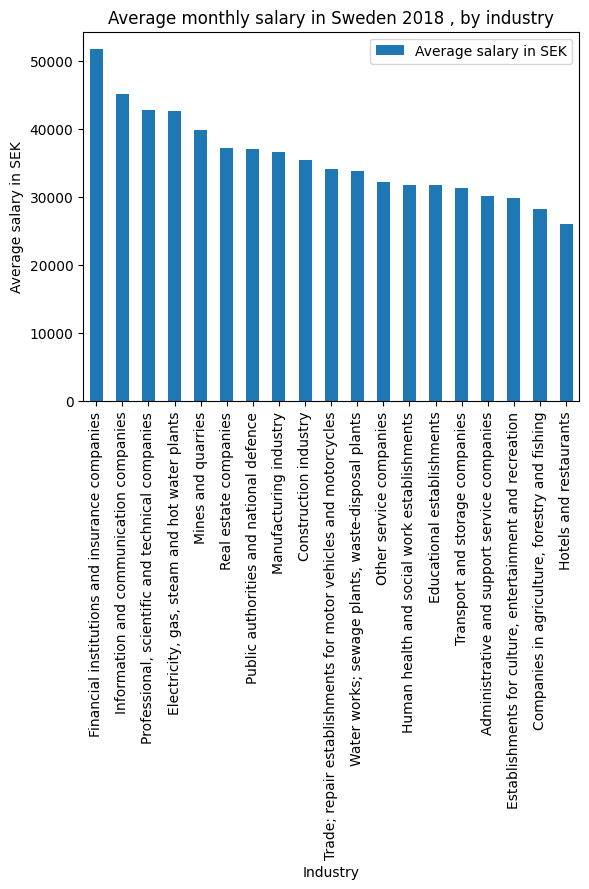 Average monthly salary in Sweden 2018 , by industry
Average salary in SEK
50000
40000
30000
20000
10000
0
Average salary in SEK
Financial institutions and insurance companies
Information and communication companies
Professional, scientific and technical companies
Electricity, gas, steam and hot water plants
Mines and quarries
Real estate companies
Public authorities and national defence
Manufacturing industry
Construction industry
Trade; repair establishments for motor vehicles and motorcycles
Water works; sewage plants, waste-disposal plants
Other service companies
Human health and social work establishments
Educational establishments
Transport and storage companies
Administrative and support service companies
Establishments for culture, entertainment and recreation
Companies in agriculture, forestry and fishing
Hotels and restaurants
Industry